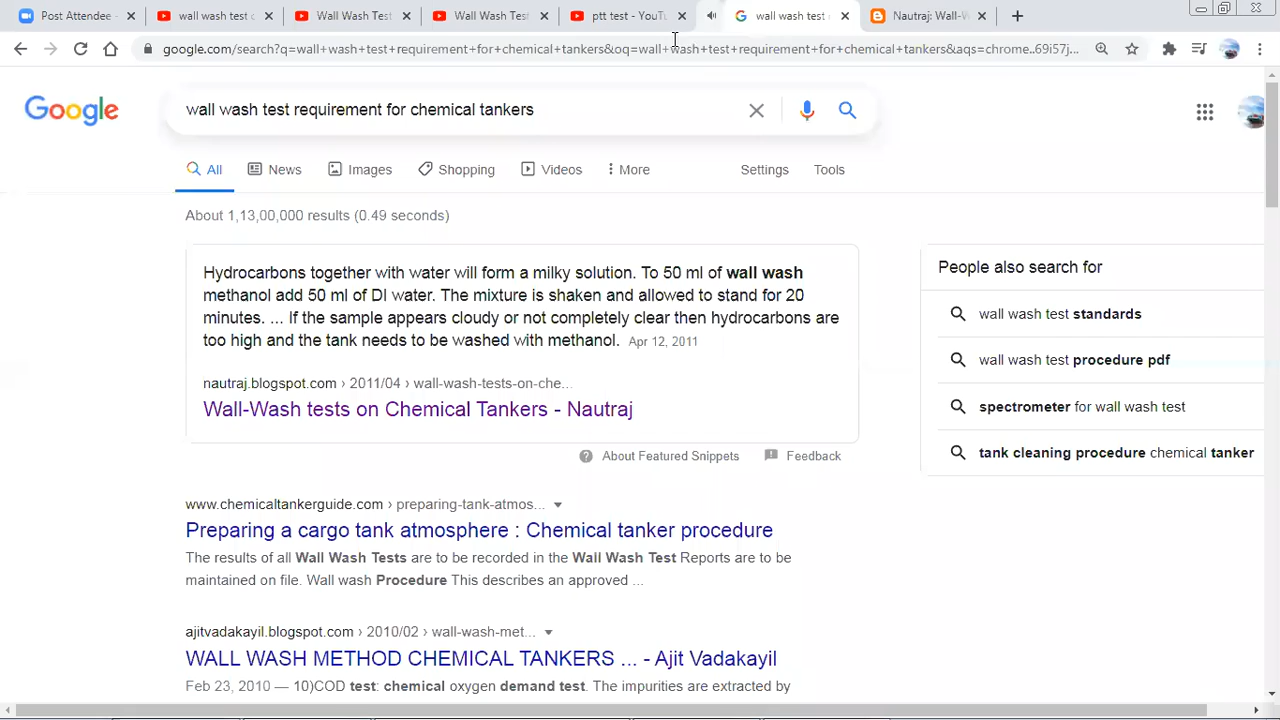 Post Attendee -
wall wash test c
Wall Wash Tes
Wall Wash Tes
ptt test - YouTu
wall wash test
Nautraj: Wall-W
google.com/search?q=wall+wash+test+requirement+for+chemical+tankers&oq=wall+wash+test+requirement+for+chemical+tankers&aqs=chrome..69i57j...
Google
wall wash test requirement for chemical tankers
All
News
Images
Shopping
Videos
More
Settings
Tools
About 1,13,00,000 results (0.49 seconds)
Hydrocarbons together with water will form a milky solution. To 50 ml of wall wash
methanol add 50 ml of DI water. The mixture is shaken and allowed to stand for 20
minutes. ... If the sample appears cloudy or not completely clear then hydrocarbons are
too high and the tank needs to be washed with methanol. Apr 12, 2011
nautraj.blogspot.com › 2011/04 › wall-wash-tests-on-che...
Wall-Wash tests on Chemical Tankers - Nautraj
About Featured Snippets
Feedback
www.chemicaltankerguide.com › preparing-tank-atmos...
Preparing a cargo tank atmosphere : Chemical tanker procedure
The results of all Wall Wash Tests are to be recorded in the Wall Wash Test Reports are to be
maintained on file. Wall wash Procedure This describes an approved ...
ajitvadakayil.blogspot.com › 2010/02 › wall-wash-met...
WALL WASH METHOD CHEMICAL TANKERS ... - Ajit Vadakayil
Feb 23, 2010 — 10)COD test: chemical oxygen demand test. The impurities are extracted by
People also search for
wall wash test standards
wall wash test procedure pdf
spectrometer for wall wash test
tank cleaning procedure chemical tanker